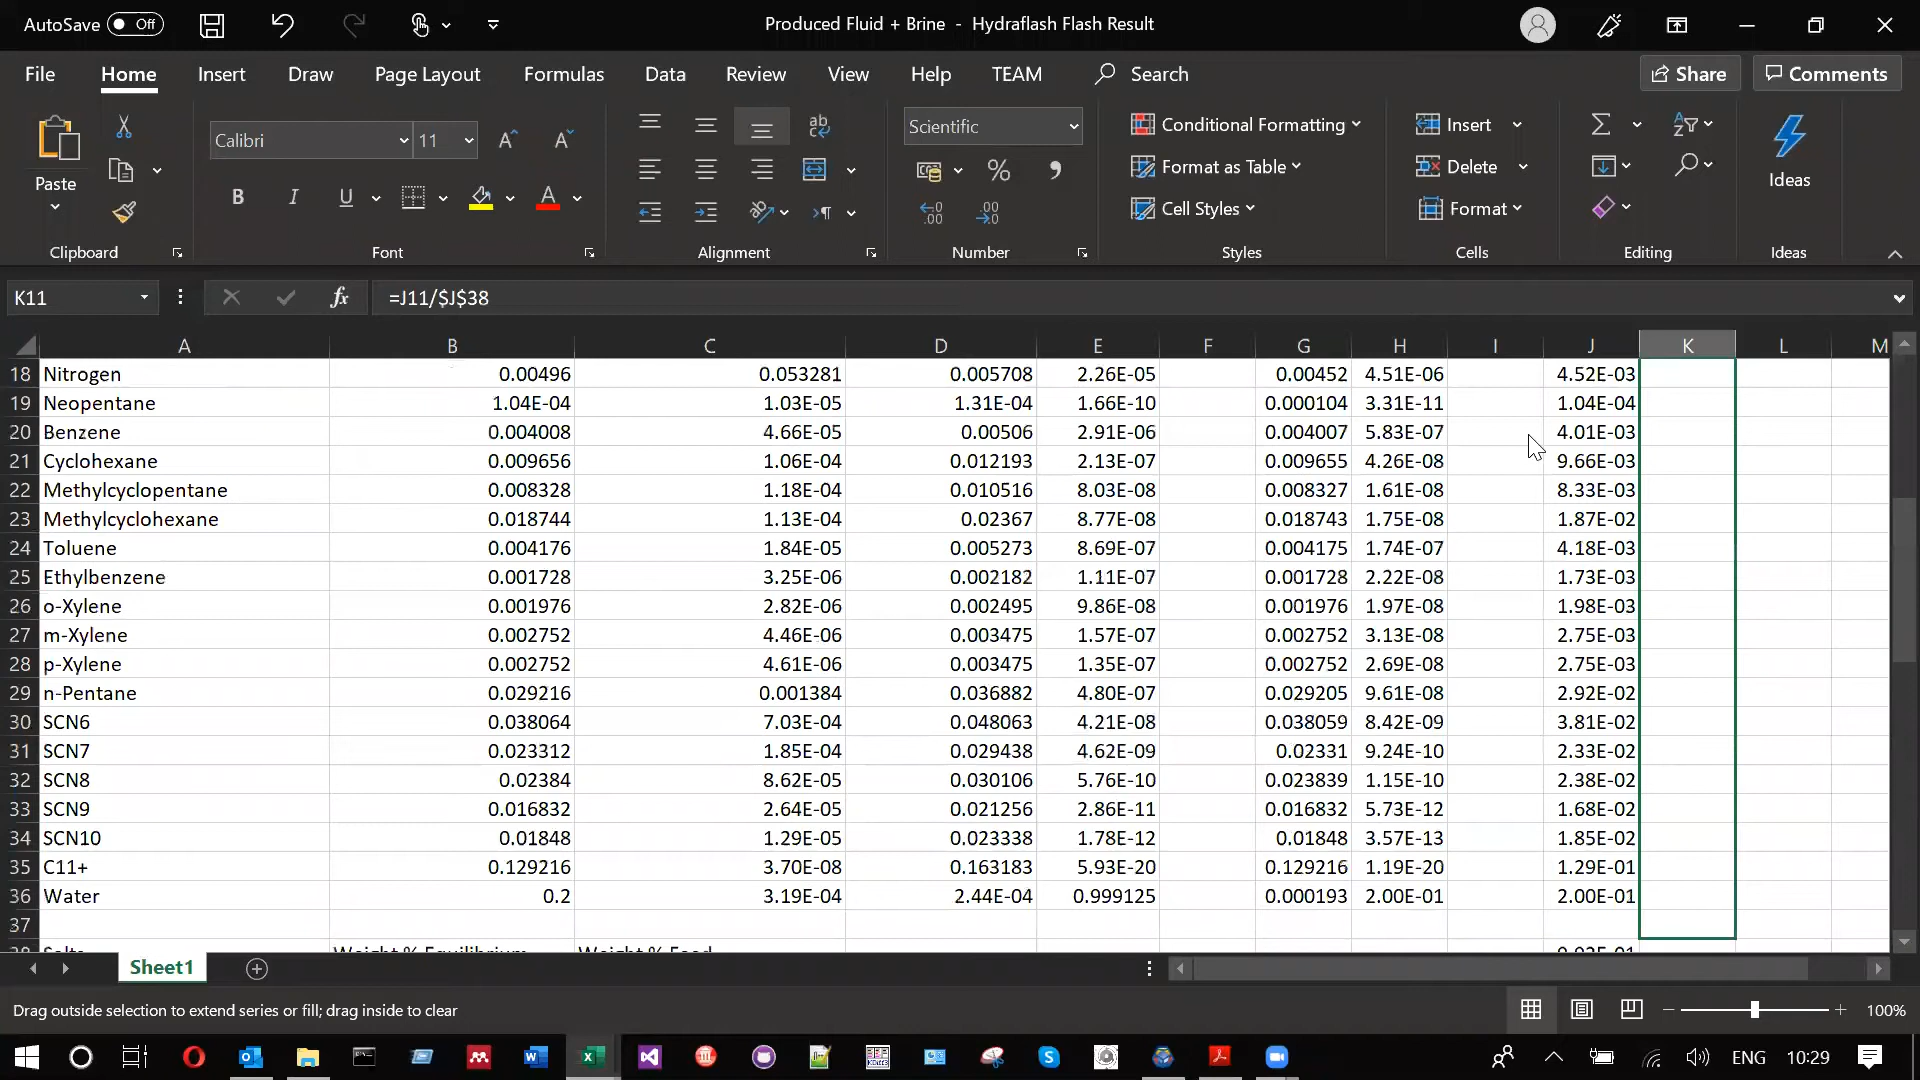 AutoSave Off Produced Fluid + Brine - Hydraflash Flash Result
File Home Insert Draw Page Layout Formulas Data Review View Help TEAM Search Share Comments
Paste
Clipboard
Calibri 11
B I U A
Font
ab
Alignment
Scientific
% ,
Number
Conditional Formatting
Format as Table
Cell Styles
Styles
Insert
Delete
Format
Cells
Editing
Ideas
Ideas
K11 fx =J11/$J$38
A B C D E F G H I J K L M
18 Nitrogen 0.00496 0.053281 0.005708 2.26E-05 0.00452 4.51E-06 4.52E-03
19 Neopentane 1.04E-04 1.03E-05 1.31E-04 1.66E-10 0.000104 3.31E-11 1.04E-04
20 Benzene 0.004008 4.66E-05 0.00506 2.91E-06 0.004007 5.83E-07 4.01E-03
21 Cyclohexane 0.009656 1.06E-04 0.012193 2.13E-07 0.009655 4.26E-08 9.66E-03
22 Methylcyclopentane 0.008328 1.18E-04 0.010516 8.03E-08 0.008327 1.61E-08 8.33E-03
23 Methylcyclohexane 0.018744 1.13E-04 0.02367 8.77E-08 0.018743 1.75E-08 1.87E-02
24 Toluene 0.004176 1.84E-05 0.005273 8.69E-07 0.004175 1.74E-07 4.18E-03
25 Ethylbenzene 0.001728 3.25E-06 0.002182 1.11E-07 0.001728 2.22E-08 1.73E-03
26 o-Xylene 0.001976 2.82E-06 0.002495 9.86E-08 0.001976 1.97E-08 1.98E-03
27 m-Xylene 0.002752 4.46E-06 0.003475 1.57E-07 0.002752 3.13E-08 2.75E-03
28 p-Xylene 0.002752 4.61E-06 0.003475 1.35E-07 0.002752 2.69E-08 2.75E-03
29 n-Pentane 0.029216 0.001384 0.036882 4.80E-07 0.029205 9.61E-08 2.92E-02
30 SCN6 0.038064 7.03E-04 0.048063 4.21E-08 0.038059 8.42E-09 3.81E-02
31 SCN7 0.023312 1.85E-04 0.029438 4.62E-09 0.02331 9.24E-10 2.33E-02
32 SCN8 0.02384 8.62E-05 0.030106 5.76E-10 0.023839 1.15E-10 2.38E-02
33 SCN9 0.016832 2.64E-05 0.021256 2.86E-11 0.016832 5.73E-12 1.68E-02
34 SCN10 0.01848 1.29E-05 0.023338 1.78E-12 0.01848 3.57E-13 1.85E-02
35 C11+ 0.129216 3.70E-08 0.163183 5.93E-20 0.129216 1.19E-20 1.29E-01
36 Water 0.2 3.19E-04 2.44E-04 0.999125 0.000193 2.00E-01 2.00E-01
37
38 Salts Weight % Equilibrium Weight % Feed
Sheet1
Drag outside selection to extend series or fill; drag inside to clear 100%
ENG 10:29